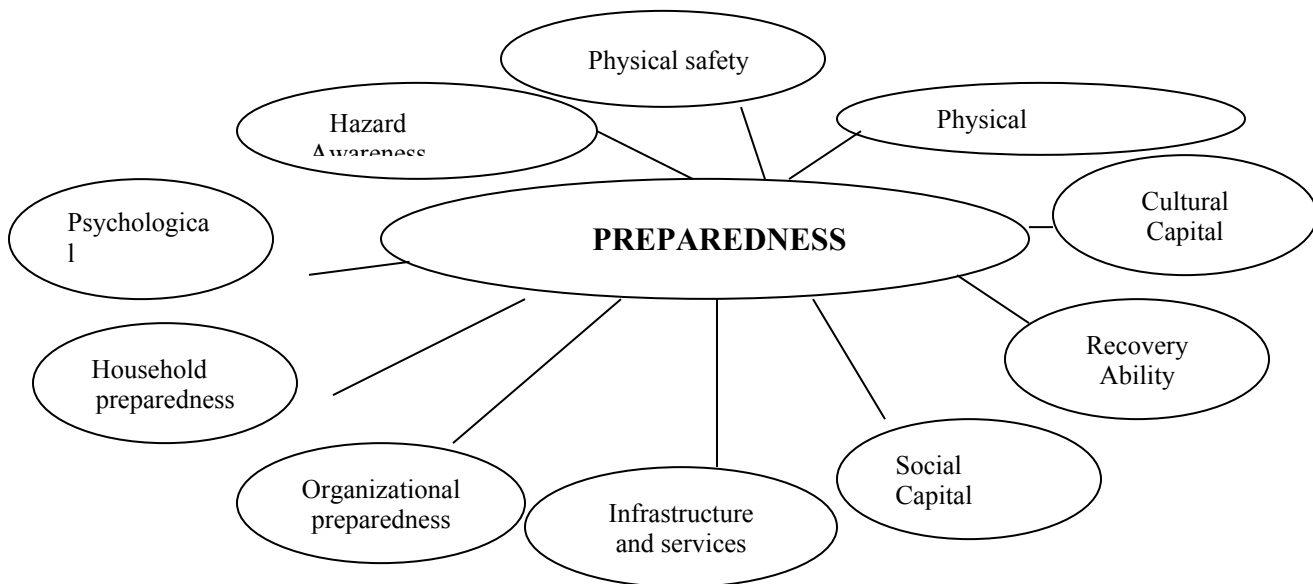 Physical safety
Hazard
Awareness
Physical
Cultural
Capital
Psychologica
l
PREPAREDNESS
Recovery
Ability
Household
preparedness
Social
Capital
Organizational
preparedness
Infrastructure
and services